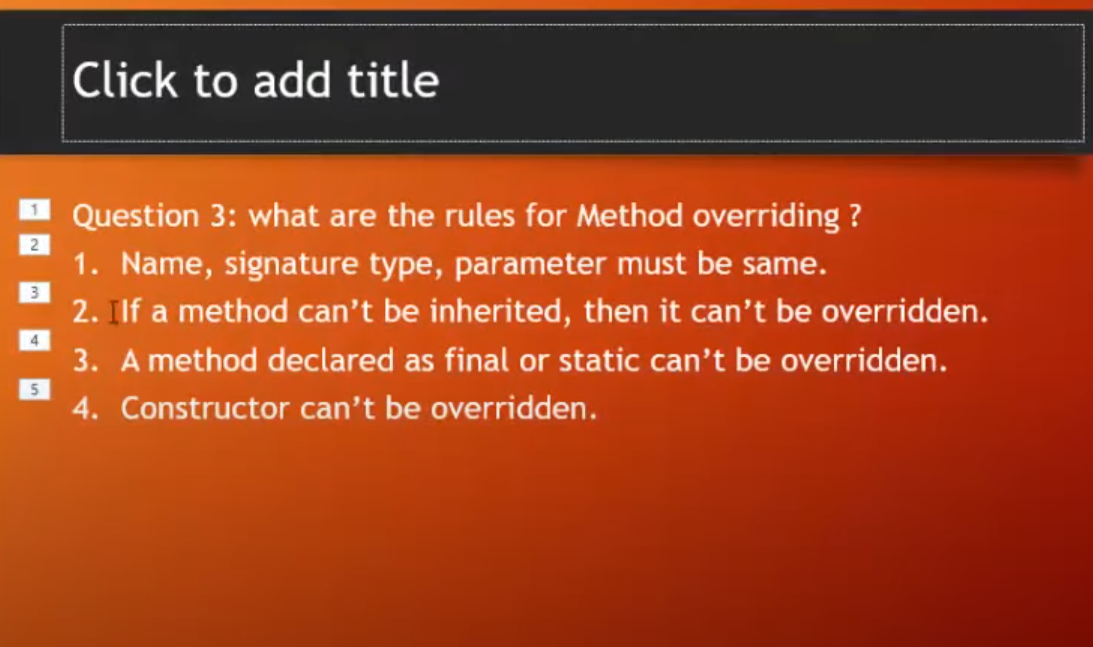 Click to add title
1
Question 3: what are the rules for Method overriding ?
2
1. Name, signature type, parameter must be same.
3
2. If a method can’t be inherited, then it can’t be overridden.
4
3. A method declared as final or static can’t be overridden.
5
4. Constructor can’t be overridden.